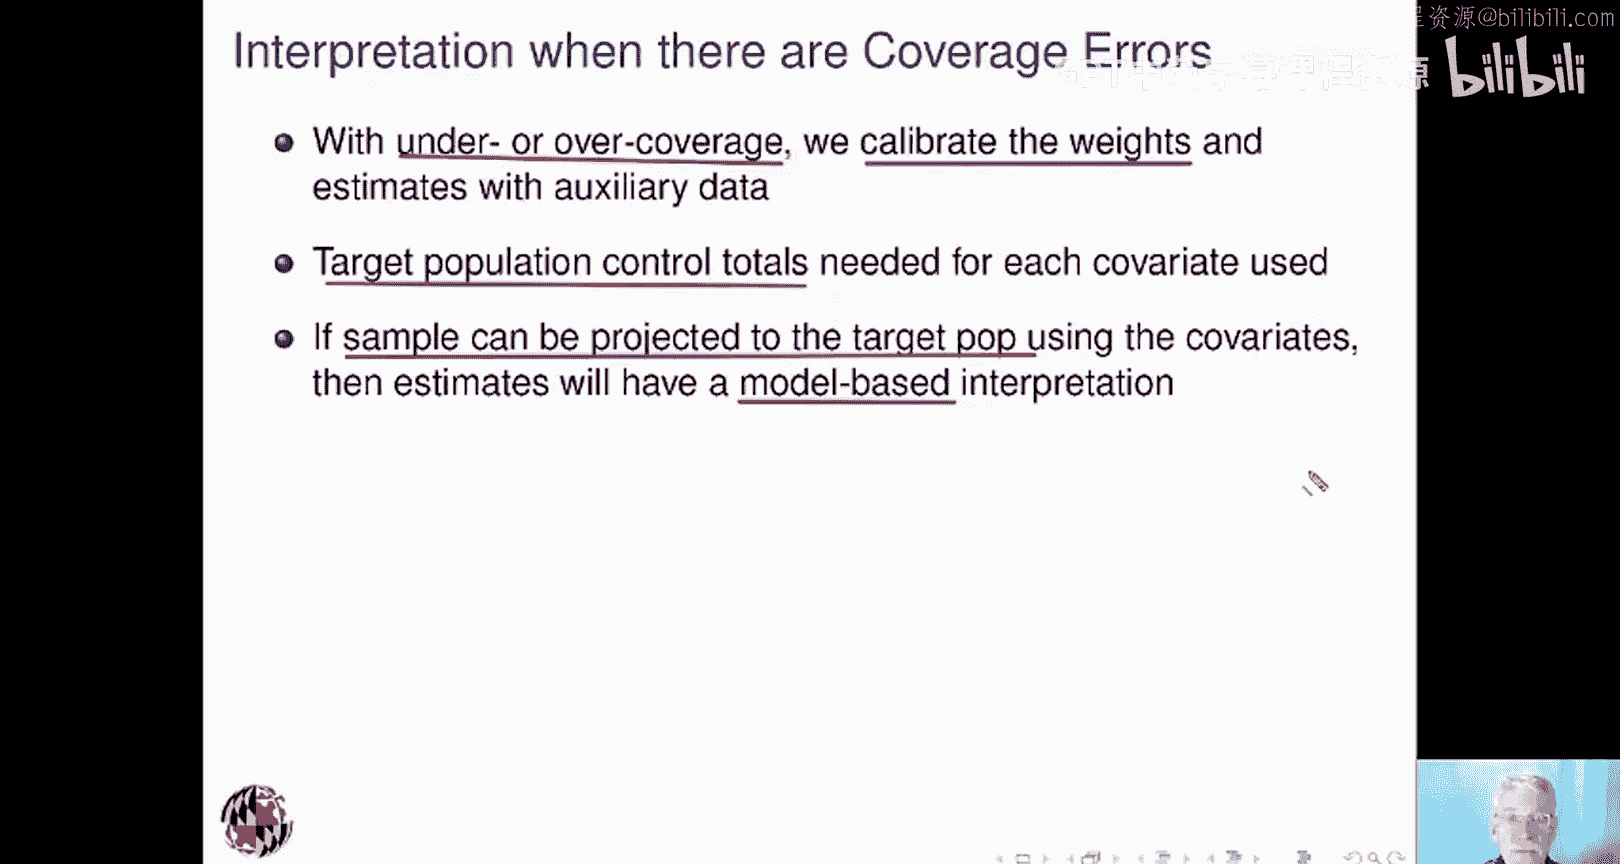 程资源@bilibili.com
bilibili
Interpretation when there are Coverage Errors
With under- or over-coverage, we calibrate the weights and
estimates with auxiliary data
Target population control totals needed for each covariate used
If sample can be projected to the target pop using the covariates,
then estimates will have a model-based interpretation